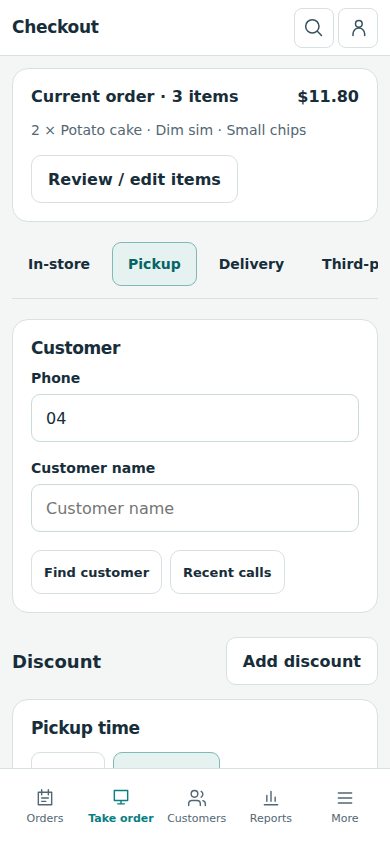 Checkout
Current order · 3 items $11.80
2 × Potato cake · Dim sim · Small chips
Review / edit items
In-store Pickup Delivery Third-p
Customer
Phone
04
Customer name
Customer name
Find customer Recent calls
Discount Add discount
Pickup time
Orders Take order Customers Reports More